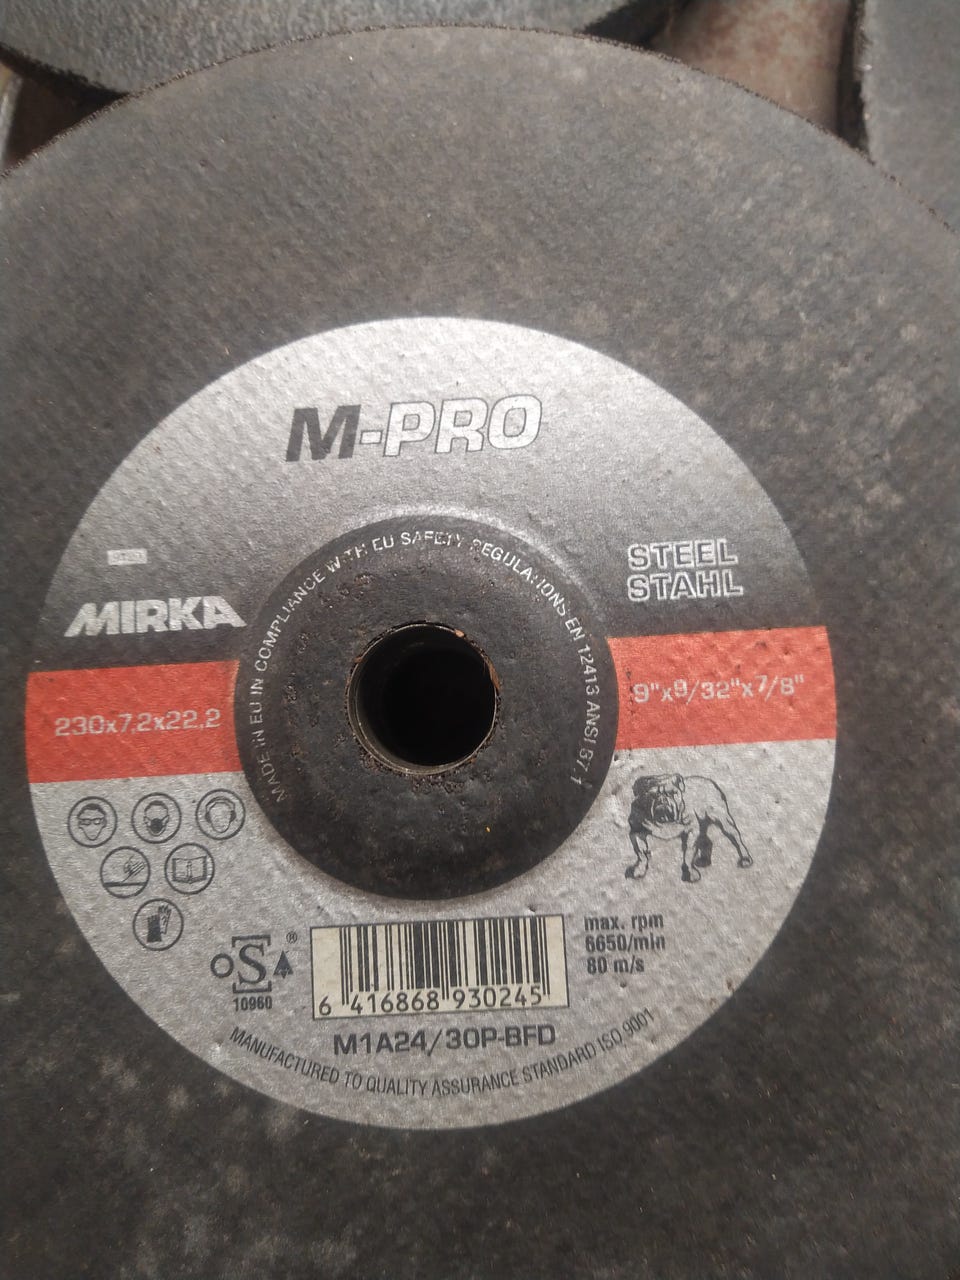 M-PRO
MADE IN EU IN COMPLIANCE WITH EU SAFETY REGULATIONS EN 12413 ANSI B7.1
STEEL
STAHL
MIRKA
230x7,2x22,2
9"x9/32"x7/8"
max. rpm
6650/min
80 m/s
oSa ®
10960
6 416868 930245
M1A24/30P-BFD
MANUFACTURED TO QUALITY ASSURANCE STANDARD ISO 9001